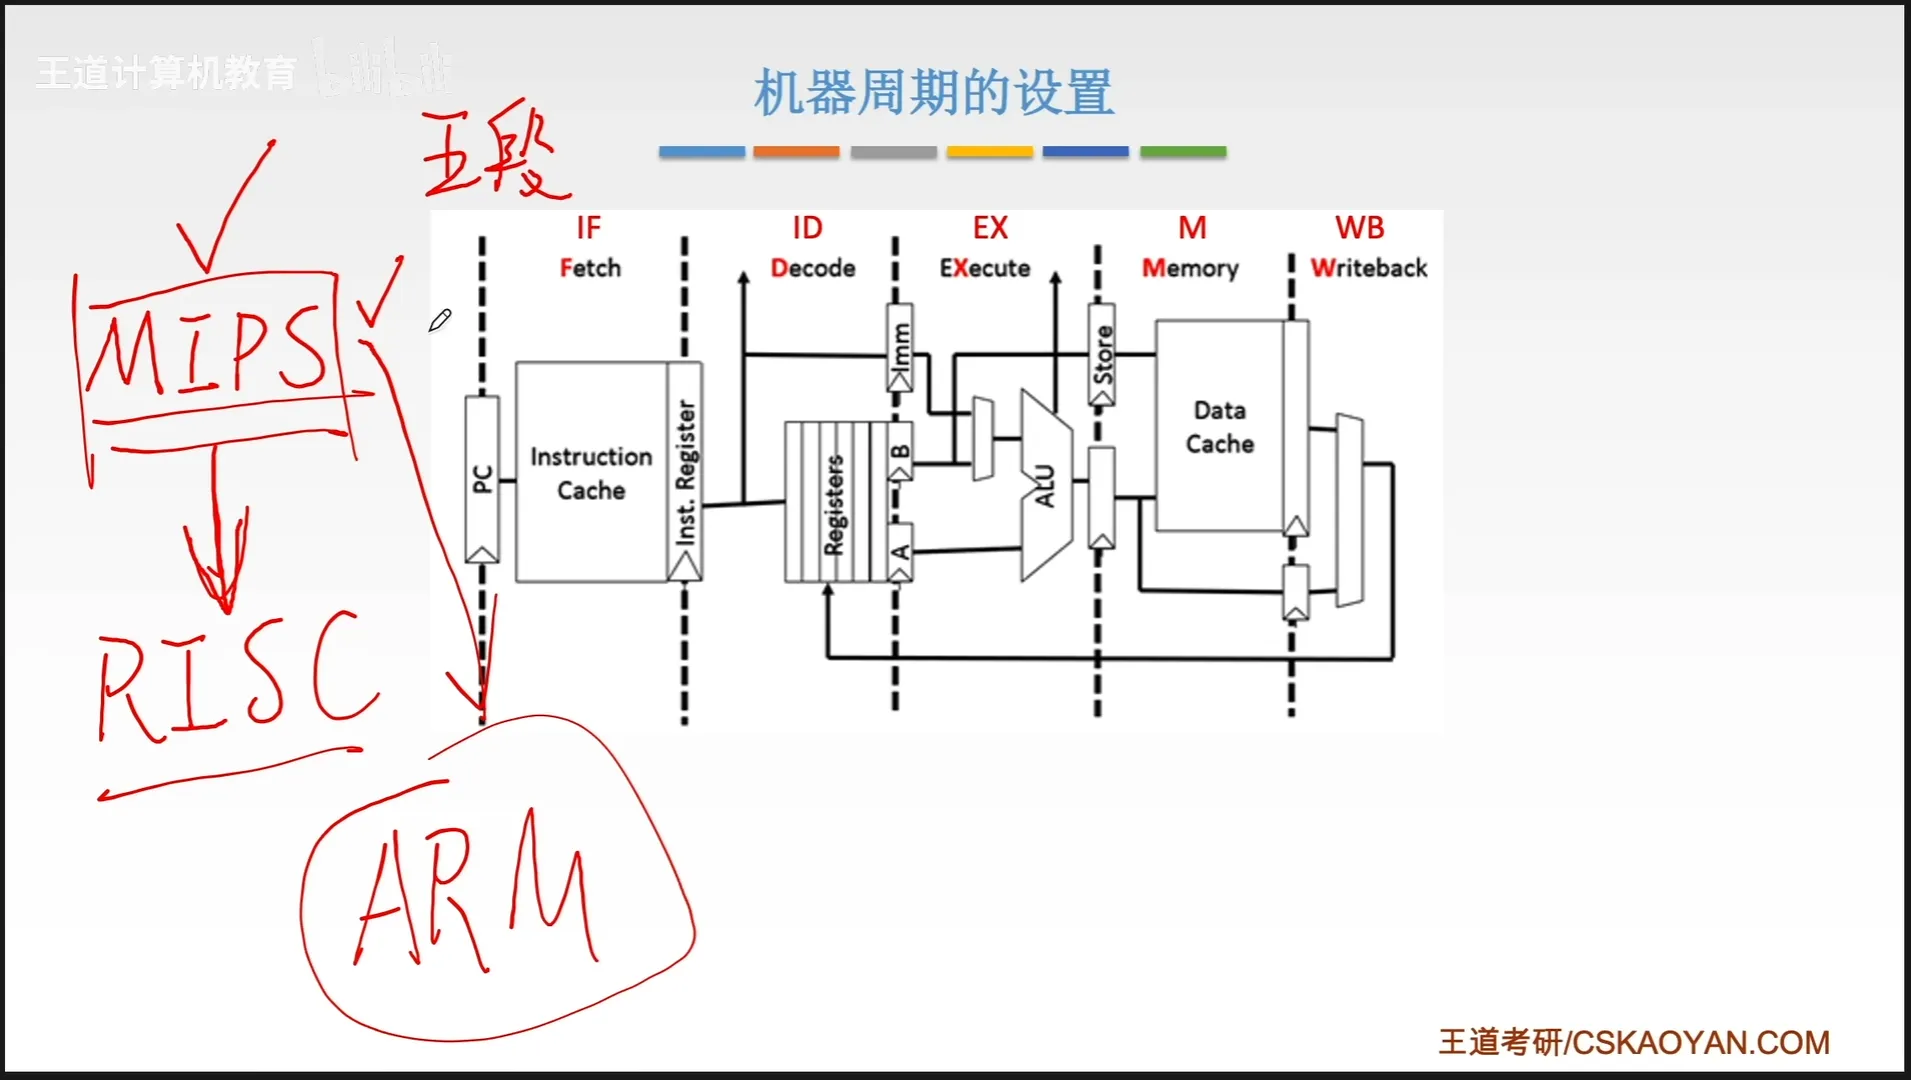 王道计算机教育 bilibili
机器周期的设置
五段
IF ID EX M WB
Fetch Decode EXecute Memory Writeback
MIPS
RISC
ARM
PC
Instruction
Cache
Inst. Register
Registers
Imm
B
A
ALU
Store
Data
Cache
王道考研/CSKAOYAN.COM